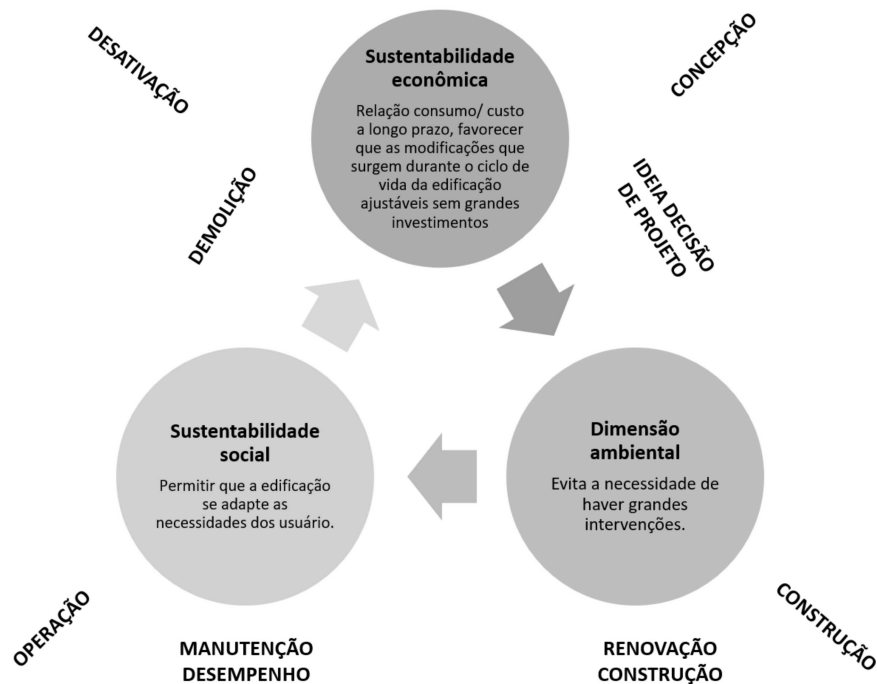 DESATIVAÇÃO
CONCEPÇÃO
Sustentabilidade
econômica
Relação consumo/ custo
a longo prazo, favorecer
que as modificações que
surgem durante o ciclo de
vida da edificação
ajustáveis sem grandes
investimentos
DEMOLIÇÃO
IDEIA DECISÃO
DE PROJETO
Sustentabilidade
social
Permitir que a edificação
se adapte as
necessidades dos usuário.
Dimensão
ambiental
Evita a necessidade de
haver grandes
intervenções.
OPERAÇÃO
MANUTENÇÃO
DESEMPENHO
RENOVAÇÃO
CONSTRUÇÃO
CONSTRUÇÃO